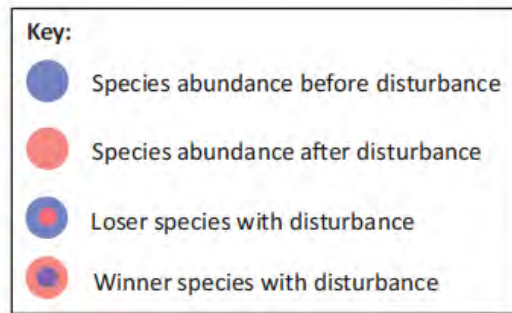 Key:
Species abundance before disturbance
Species abundance after disturbance
Loser species with disturbance
Winner species with disturbance